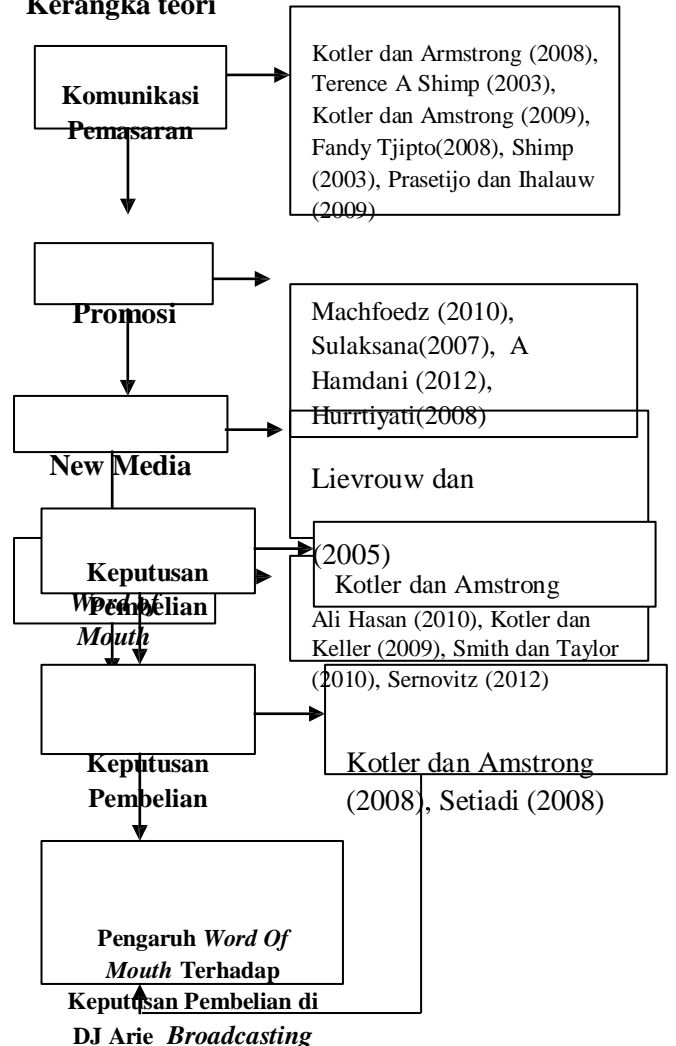 Kerangka teori
Komunikasi
Pemasaran
Kotler dan Armstrong (2008),
Terence A Shimp (2003),
Kotler dan Amstrong (2009),
Fandy Tjipto(2008), Shimp
(2003), Prasetijo dan Ihalauw
(2009)
Promosi
Machfoedz (2010),
Sulaksana(2007), A
Hamdani (2012),
Hurrtiyati(2008)
New Media
Lievrouw dan
(2005)
Keputusan
Pembelian
Kotler dan Amstrong
Word of
Mouth
Ali Hasan (2010), Kotler dan
Keller (2009), Smith dan Taylor
(2010), Sernovitz (2012)
Keputusan
Pembelian
Kotler dan Amstrong
(2008), Setiadi (2008)
Pengaruh Word Of
Mouth Terhadap
Keputusan Pembelian di
DJ Arie Broadcasting